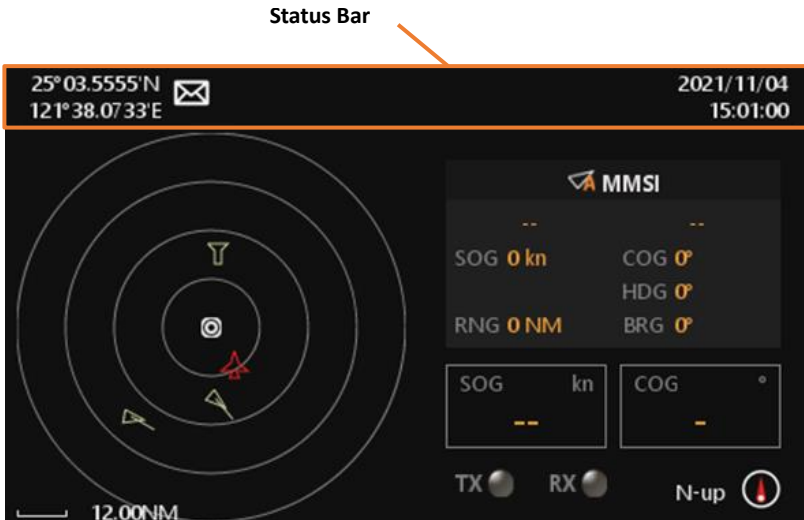 Status Bar
25°03.5555'N
121°38.0733'E
2021/11/04
15:01:00
A MMSI
-- --
SOG 0 kn COG 0°
HDG 0°
RNG 0 NM BRG 0°
SOG kn COG °
-- -
TX RX N-up
12.00NM